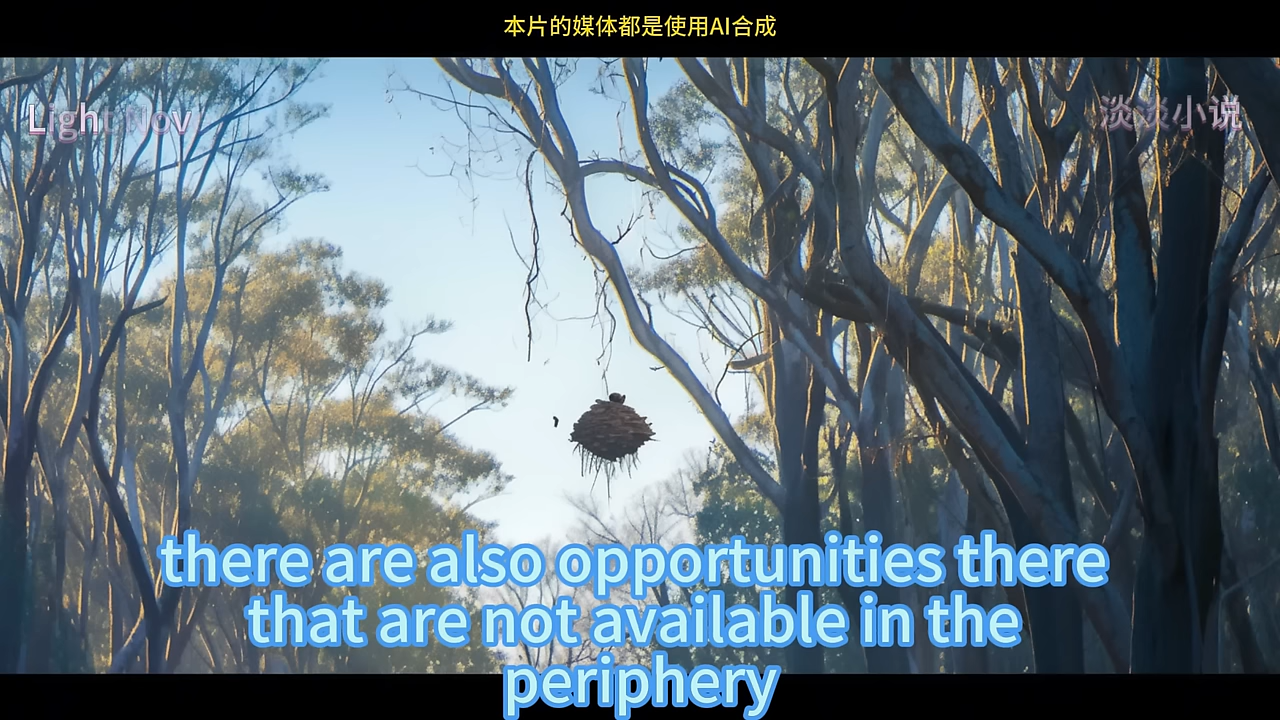 本片的媒体都是使用AI合成
Light Nov
淡淡小说
there are also opportunities there
that are not available in the
periphery